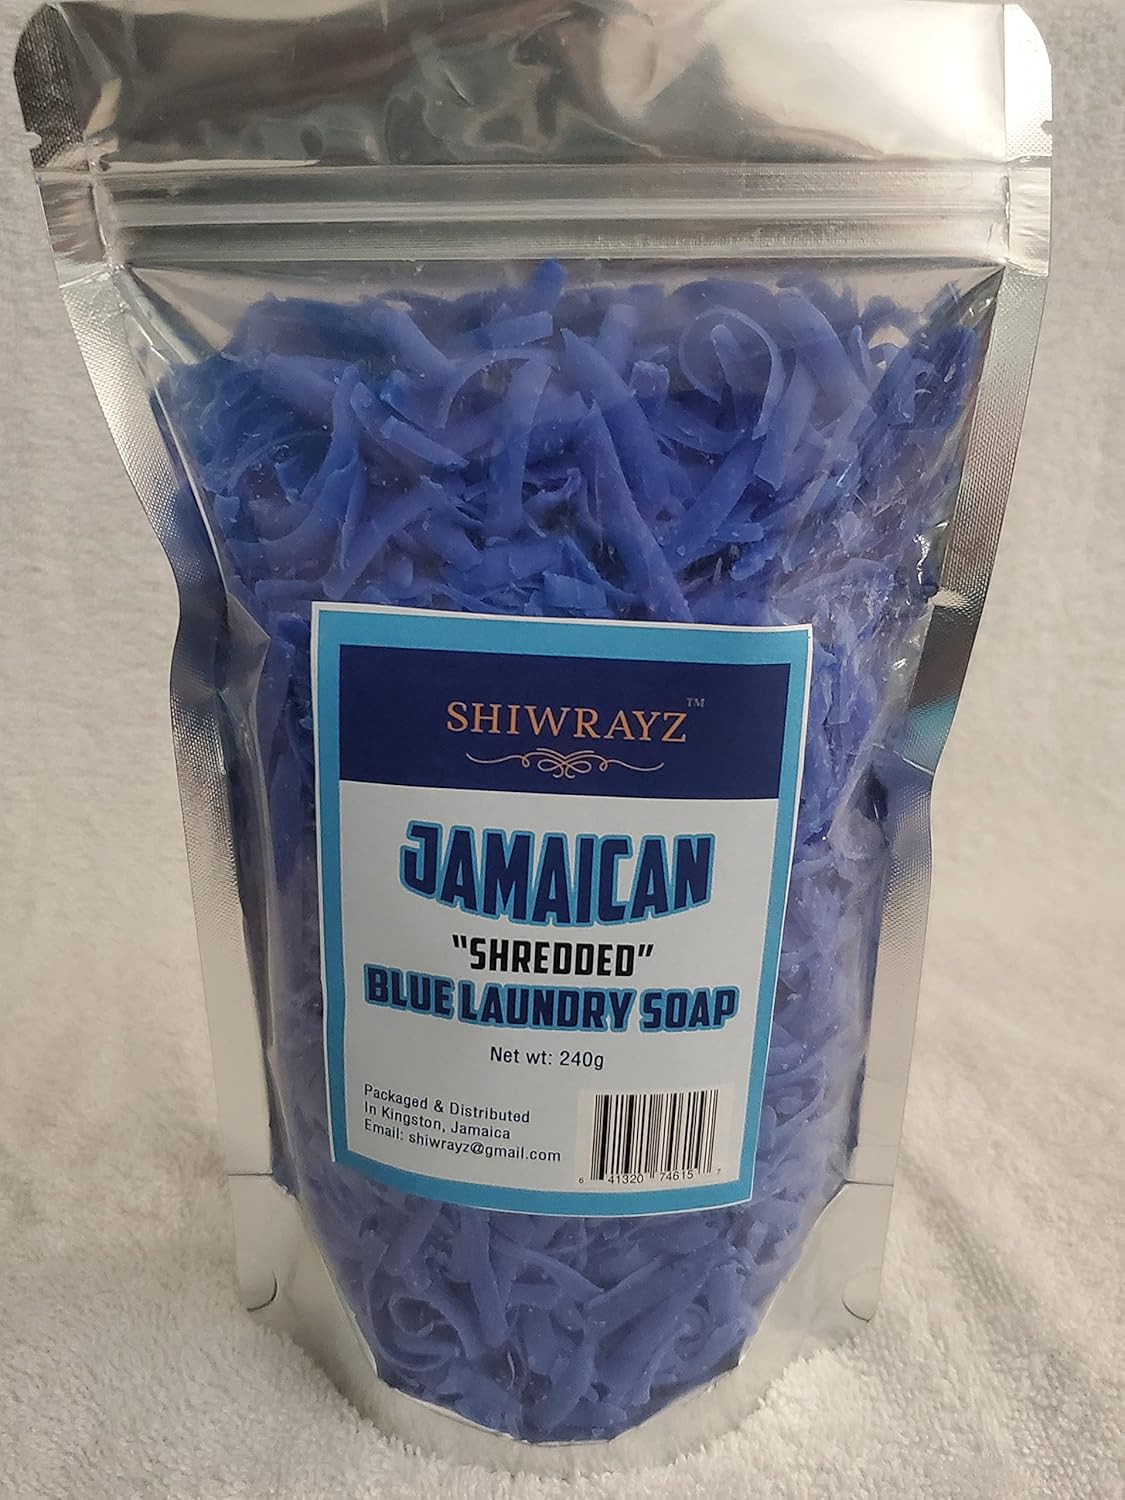 SHIWRAYZ™
JAMAICAN
"SHREDDED"
BLUE LAUNDRY SOAP
Net wt: 240g
Packaged & Distributed
In Kingston, Jamaica
Email: shiwrayz@gmail.com
6 41320 74615 7